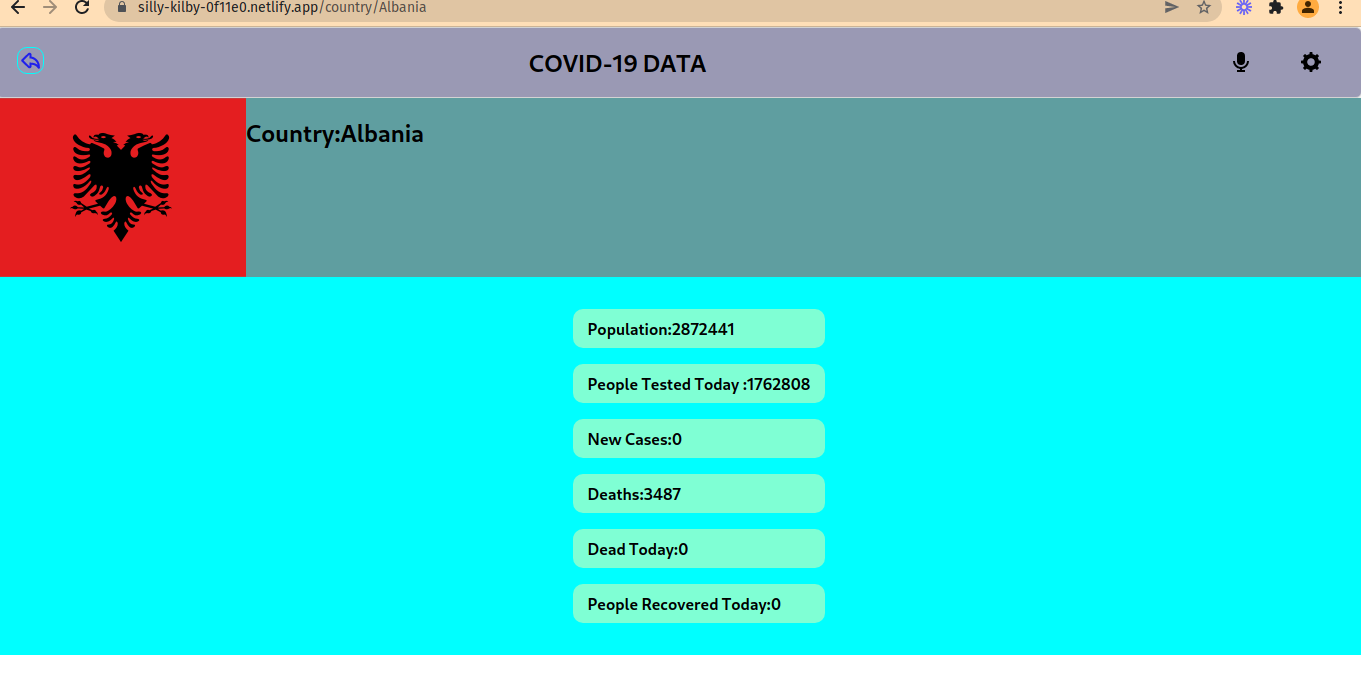 silly-kilby-0f11e0.netlify.app/country/Albania
COVID-19 DATA
Country:Albania
Population:2872441
People Tested Today :1762808
New Cases:0
Deaths:3487
Dead Today:0
People Recovered Today:0